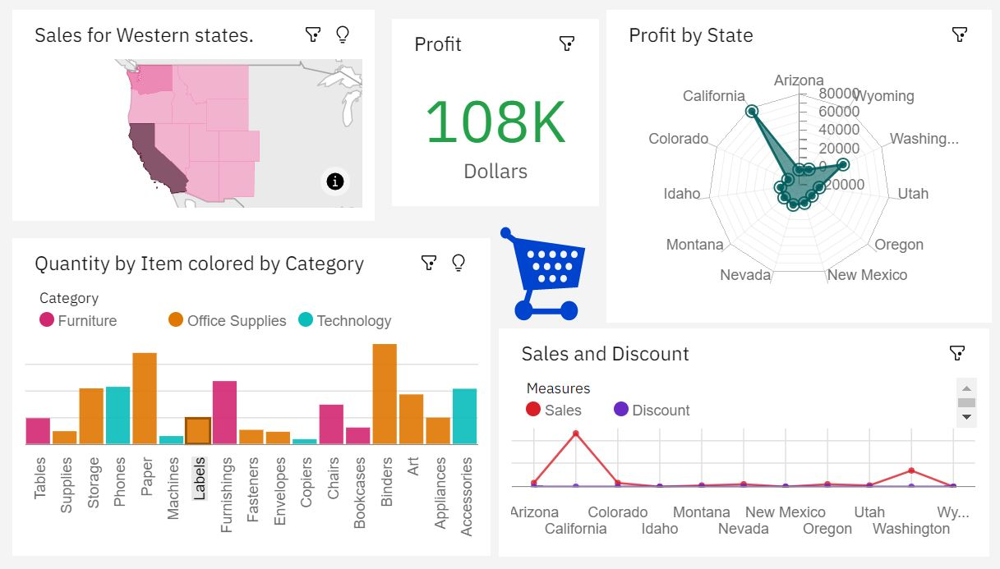 Sales for Western states.
Profit
108K
Dollars
Profit by State
Arizona
Wyoming
Washing...
Utah
Oregon
New Mexico
Nevada
Montana
Idaho
Colorado
California
80000
60000
40000
20000
0
20000
Quantity by Item colored by Category
Category
Furniture
Office Supplies
Technology
Tables
Supplies
Storage
Phones
Paper
Machines
Labels
Furnishings
Fasteners
Envelopes
Copiers
Chairs
Bookcases
Binders
Art
Appliances
Accessories
Sales and Discount
Measures
Sales
Discount
Arizona
California
Colorado
Idaho
Montana
Nevada
New Mexico
Oregon
Utah
Washington
Wy...